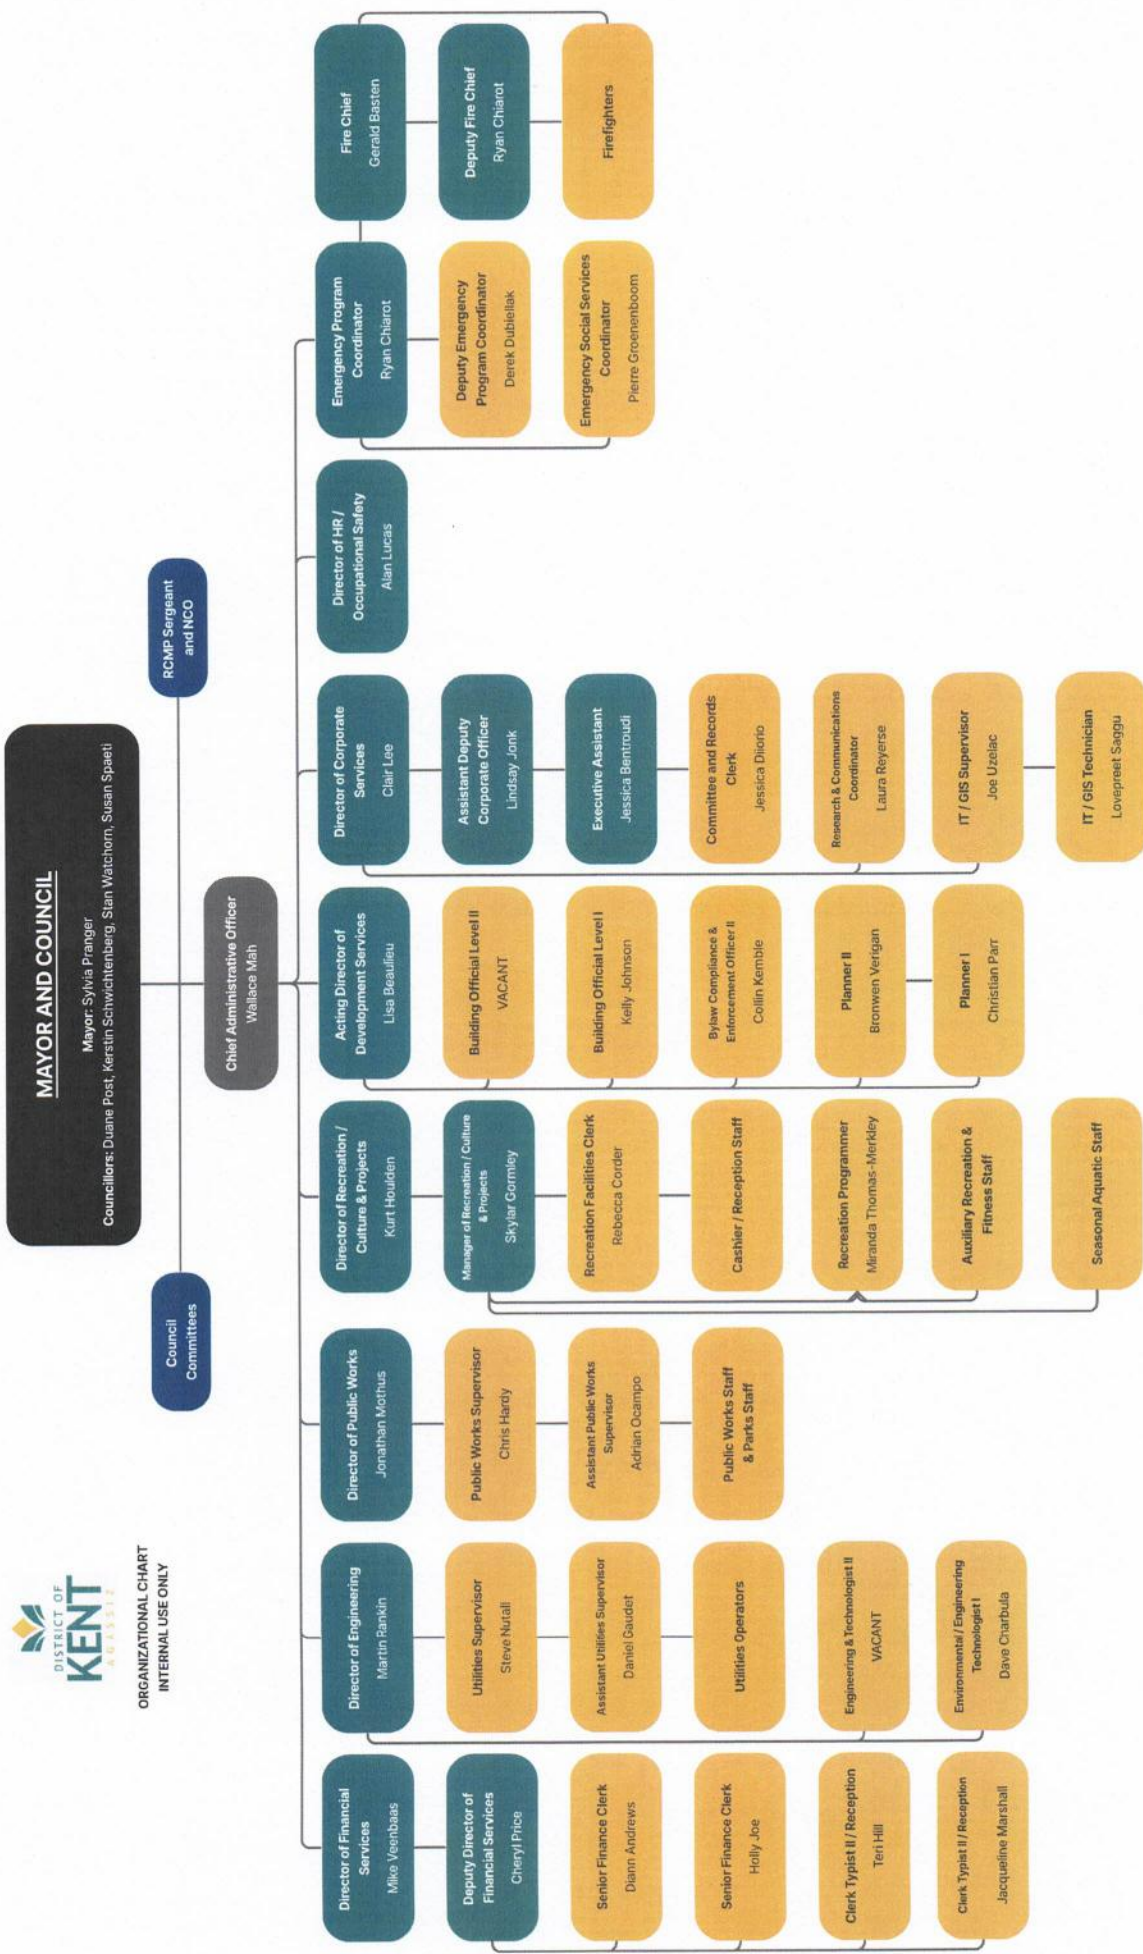 DISTRICT OF
KENT
AGASSIZ
ORGANIZATIONAL CHART
INTERNAL USE ONLY
MAYOR AND COUNCIL
Mayor: Sylvia Pranger
Councillors: Duane Post, Kerstin Schwichtenberg, Stan Watchorn, Susan Spaeti
Council
Committees
RCMP Sergeant
and NCO
Chief Administrative Officer
Wallace Mah
Director of Financial
Services
Mike Veenbaas
Deputy Director of
Financial Services
Cheryl Price
Senior Finance Clerk
Diann Andrews
Senior Finance Clerk
Holly Joe
Clerk Typist II / Reception
Teri Hill
Clerk Typist II / Reception
Jacqueline Marshall
Director of Engineering
Martin Rankin
Utilities Supervisor
Steve Nutall
Assistant Utilities Supervisor
Daniel Gaudet
Utilities Operators
Engineering & Technologist II
VACANT
Environmental / Engineering
Technologist I
Dave Charbula
Director of Public Works
Jonathan Mothus
Public Works Supervisor
Chris Hardy
Assistant Public Works
Supervisor
Adrian Ocampo
Public Works Staff
& Parks Staff
Director of Recreation /
Culture & Projects
Kurt Houlden
Manager of Recreation / Culture
& Projects
Skylar Gormley
Recreation Facilities Clerk
Rebecca Corder
Cashier / Reception Staff
Recreation Programmer
Miranda Thomas-Merkley
Auxiliary Recreation &
Fitness Staff
Seasonal Aquatic Staff
Acting Director of
Development Services
Lisa Beaulieu
Building Official Level II
VACANT
Building Official Level I
Kelly Johnson
Bylaw Compliance &
Enforcement Officer II
Collin Kemble
Planner II
Bronwen Verigan
Planner I
Christian Parr
Director of Corporate
Services
Clair Lee
Assistant Deputy
Corporate Officer
Lindsay Jonk
Executive Assistant
Jessica Bentroudi
Committee and Records
Clerk
Jessica Diiorio
Research & Communications
Coordinator
Laura Reyerse
IT / GIS Supervisor
Joe Uzelac
IT / GIS Technician
Lovepreet Saggu
Director of HR /
Occupational Safety
Alan Lucas
Emergency Program
Coordinator
Ryan Chiarot
Deputy Emergency
Program Coordinator
Derek Dubiellak
Emergency Social Services
Coordinator
Pierre Groenenboom
Fire Chief
Gerald Basten
Deputy Fire Chief
Ryan Chiarot
Firefighters